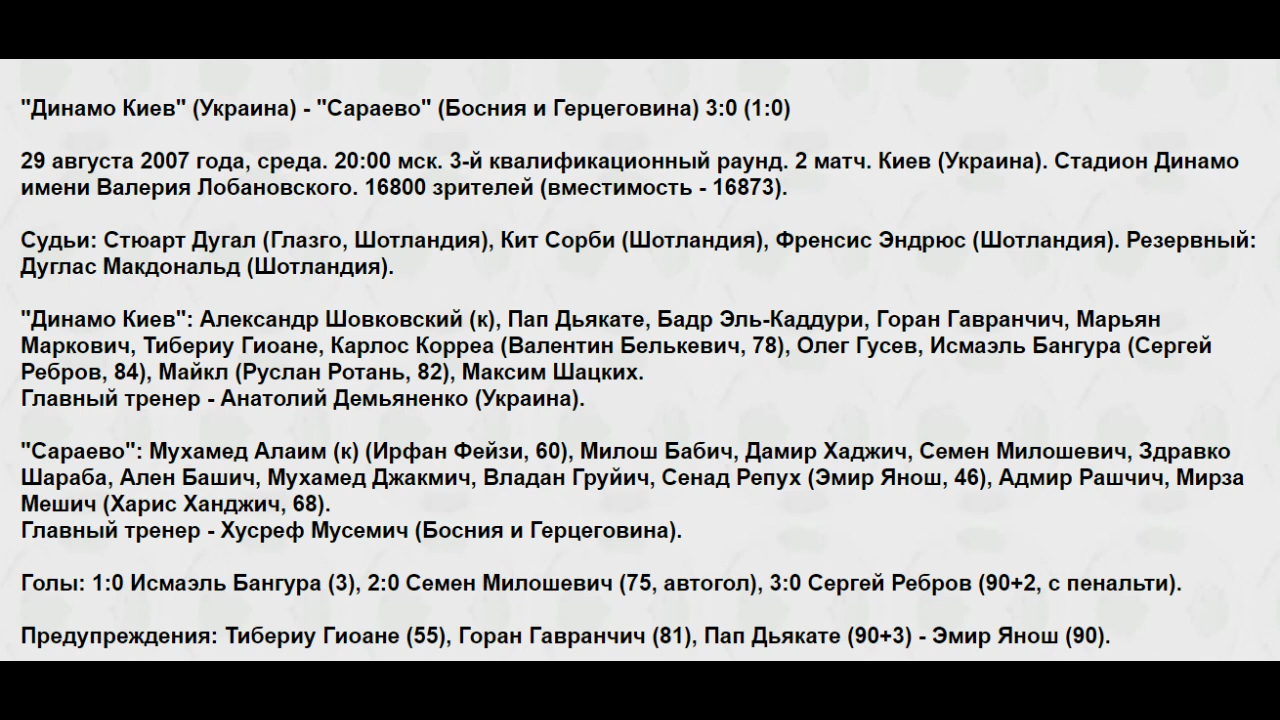 "Динамо Киев" (Украина) - "Сараево" (Босния и Герцеговина) 3:0 (1:0)
29 августа 2007 года, среда. 20:00 мск. 3-й квалификационный раунд. 2 матч. Киев (Украина). Стадион Динамо
имени Валерия Лобановского. 16800 зрителей (вместимость - 16873).
Судьи: Стюарт Дугал (Глазго, Шотландия), Кит Сорби (Шотландия), Френсис Эндрюс (Шотландия). Резервный:
Дуглас Макдональд (Шотландия).
"Динамо Киев": Александр Шовковский (к), Пап Дьякате, Бадр Эль-Каддури, Горан Гавранчич, Марьян
Маркович, Тибериу Гиоане, Карлос Корреа (Валентин Белькевич, 78), Олег Гусев, Исмаэль Бангура (Сергей
Ребров, 84), Майкл (Руслан Ротань, 82), Максим Шацких.
Главный тренер - Анатолий Демьяненко (Украина).
"Сараево": Мухамед Алаим (к) (Ирфан Фейзи, 60), Милош Бабич, Дамир Хаджич, Семен Милошевич, Здравко
Шараба, Ален Башич, Мухамед Джакмич, Владан Груйич, Сенад Репух (Эмир Янош, 46), Адмир Рашчич, Мирза
Мешич (Харис Ханджич, 68).
Главный тренер - Хусреф Мусемич (Босния и Герцеговина).
Голы: 1:0 Исмаэль Бангура (3), 2:0 Семен Милошевич (75, автогол), 3:0 Сергей Ребров (90+2, с пенальти).
Предупреждения: Тибериу Гиоане (55), Горан Гавранчич (81), Пап Дьякате (90+3) - Эмир Янош (90).